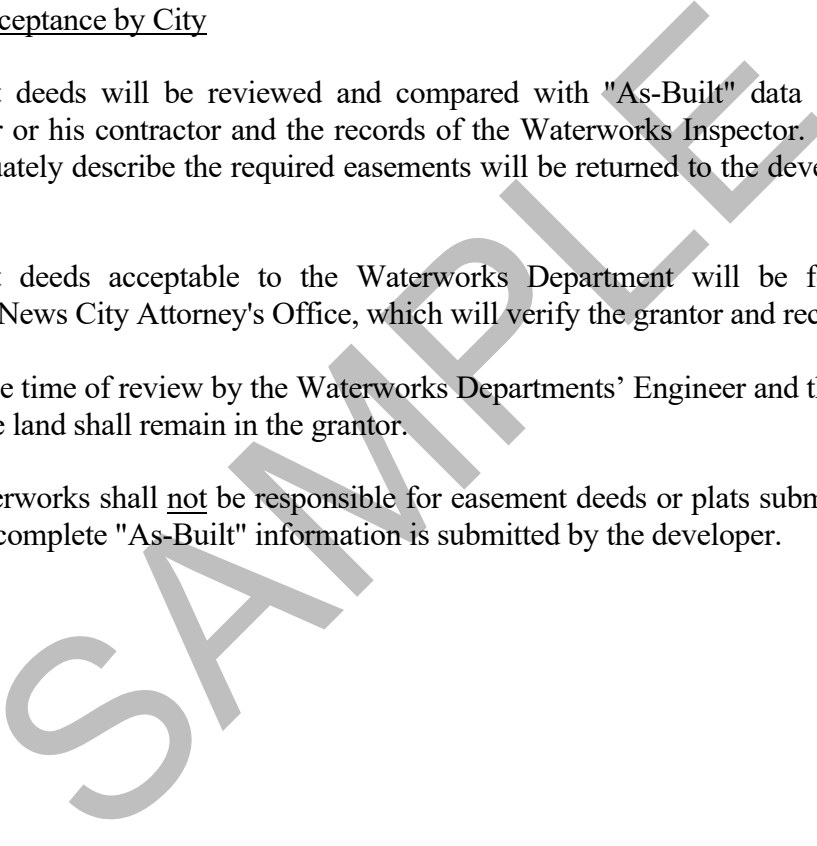 ceptance by City
t deeds will be reviewed and compared with "As-Built" data
r or his contractor and the records of the Waterworks Inspector.
uately describe the required easements will be returned to the deve
t deeds acceptable to the Waterworks Department will be f
News City Attorney's Office, which will verify the grantor and rec
e time of review by the Waterworks Departments' Engineer and th
e land shall remain in the grantor.
erworks shall not be responsible for easement deeds or plats subm
complete "As-Built" information is submitted by the developer.
SAMPLE